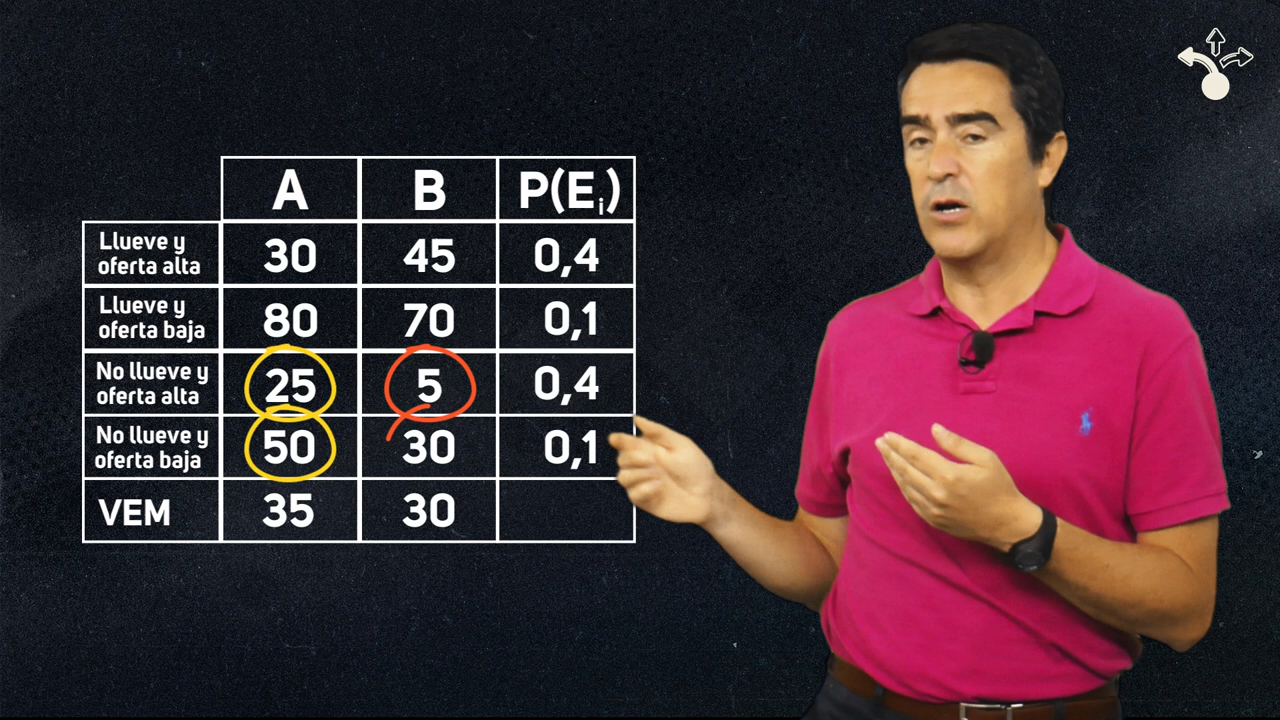 A B P(Ei)
Llueve y
oferta alta
30 45 0,4
Llueve y
oferta baja
80 70 0,1
No llueve y
oferta alta
25 5 0,4
No llueve y
oferta baja
50 30 0,1
VEM 35 30